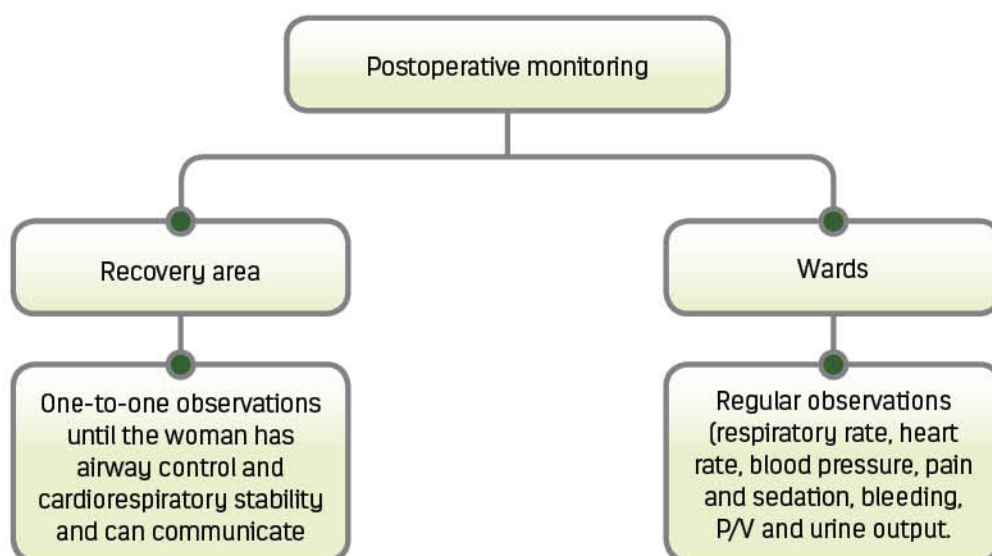 Postoperative monitoring
Recovery area
Wards
One-to-one observations
until the woman has
airway control and
cardiorespiratory stability
and can communicate
Regular observations
(respiratory rate, heart
rate, blood pressure, pain
and sedation, bleeding,
P/V and urine output.